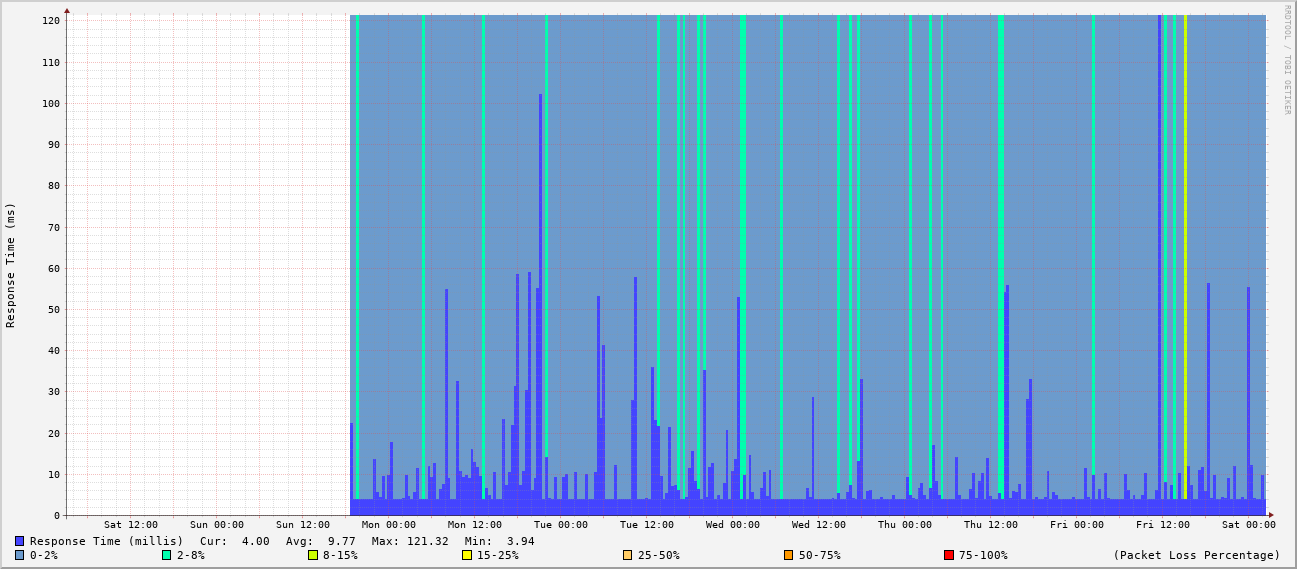 RRDTOOL / TOBI OETIKER
Response Time (ms)
120
110
100
90
80
70
60
50
40
30
20
10
0
Sat 12:00 Sun 00:00 Sun 12:00 Mon 00:00 Mon 12:00 Tue 00:00 Tue 12:00 Wed 00:00 Wed 12:00 Thu 00:00 Thu 12:00 Fri 00:00 Fri 12:00 Sat 00:00
Response Time (millis) Cur: 4.00 Avg: 9.77 Max: 121.32 Min: 3.94
0-2% 2-8% 8-15% 15-25% 25-50% 50-75% 75-100% (Packet Loss Percentage)